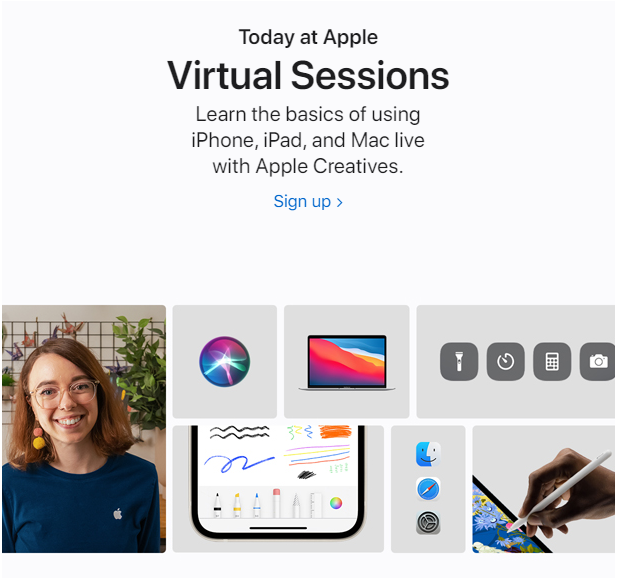 Today at Apple
Virtual Sessions
Learn the basics of using
iPhone, iPad, and Mac live
with Apple Creatives.
Sign up >